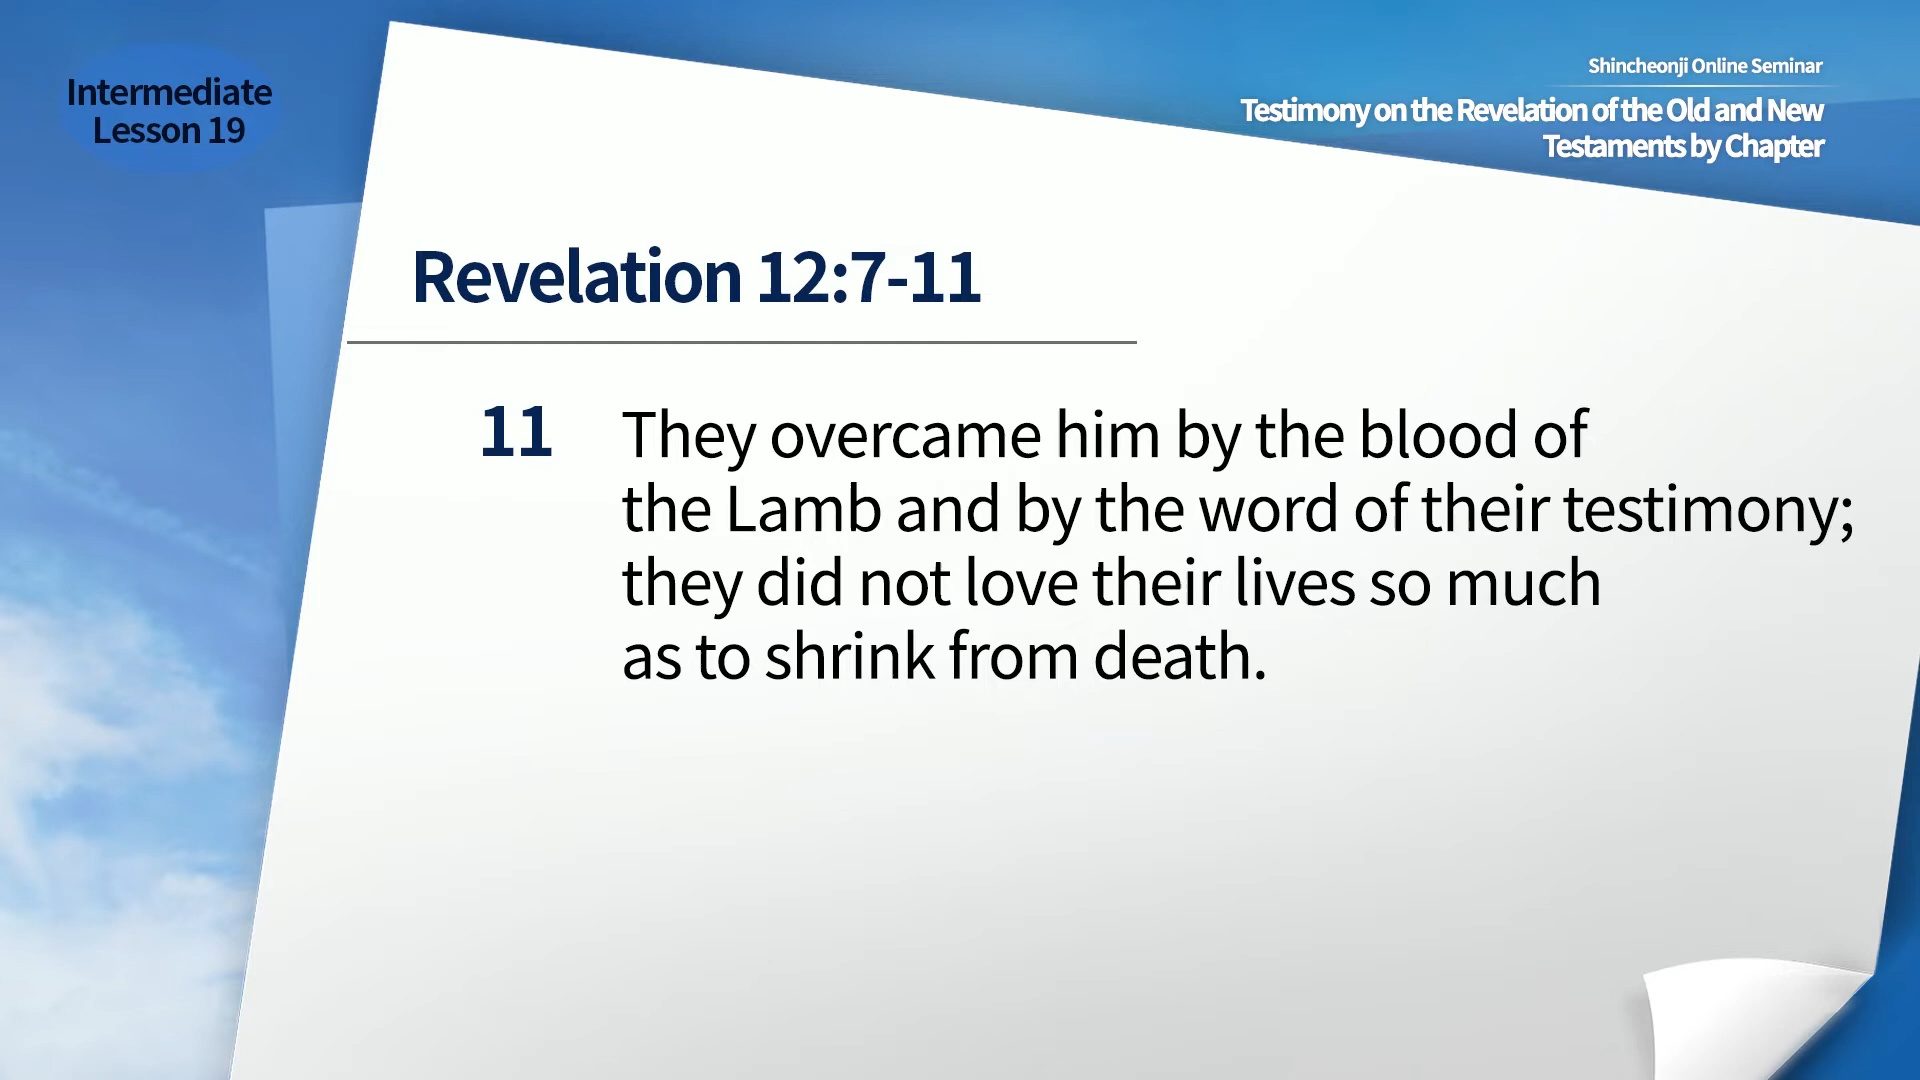 Intermediate
Lesson 19
Shincheonji Online Seminar
Testimony on the Revelation of the Old and New
Testaments by Chapter
Revelation 12:7-11
11 They overcame him by the blood of
the Lamb and by the word of their testimony;
they did not love their lives so much
as to shrink from death.